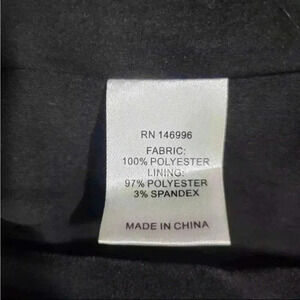 RN 146996
FABRIC:
100% POLYESTER
LINING:
97% POLYESTER
3% SPANDEX
MADE IN CHINA